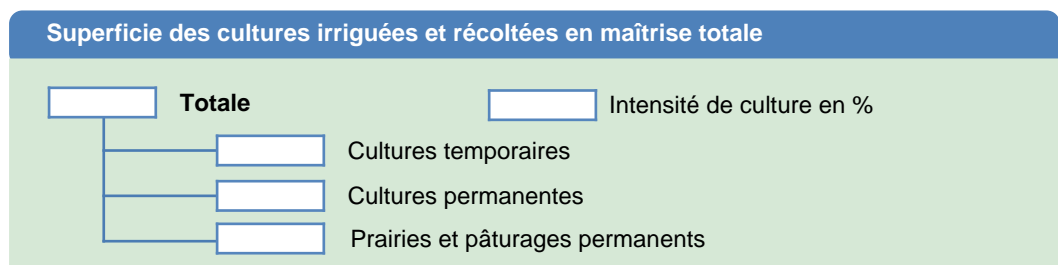 Superficie des cultures irriguées et récoltées en maîtrise totale
Totale
Intensité de culture en %
Cultures temporaires
Cultures permanentes
Prairies et pâturages permanents